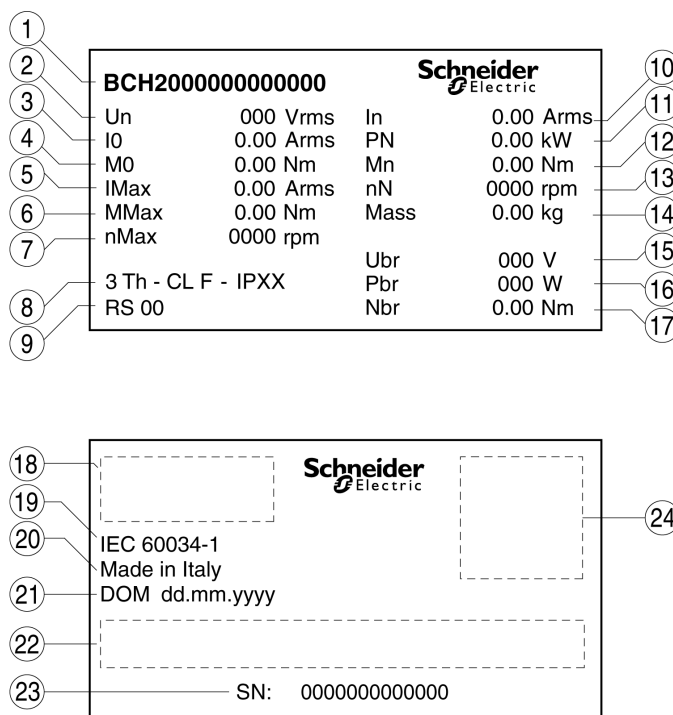 1
2
3
4
5
6
7
8
9
BCH2000000000000
Schneider
Electric
Un 000 Vrms In 0.00 Arms
I0 0.00 Arms PN 0.00 kW
M0 0.00 Nm Mn 0.00 Nm
IMax 0.00 Arms nN 0000 rpm
MMax 0.00 Nm Mass 0.00 kg
nMax 0000 rpm
Ubr 000 V
3 Th - CL F - IPXX Pbr 000 W
RS 00 Nbr 0.00 Nm
10
11
12
13
14
15
16
17
18
19
20
21
22
23
Schneider
Electric
IEC 60034-1
Made in Italy
DOM dd.mm.yyyy
SN: 0000000000000
24